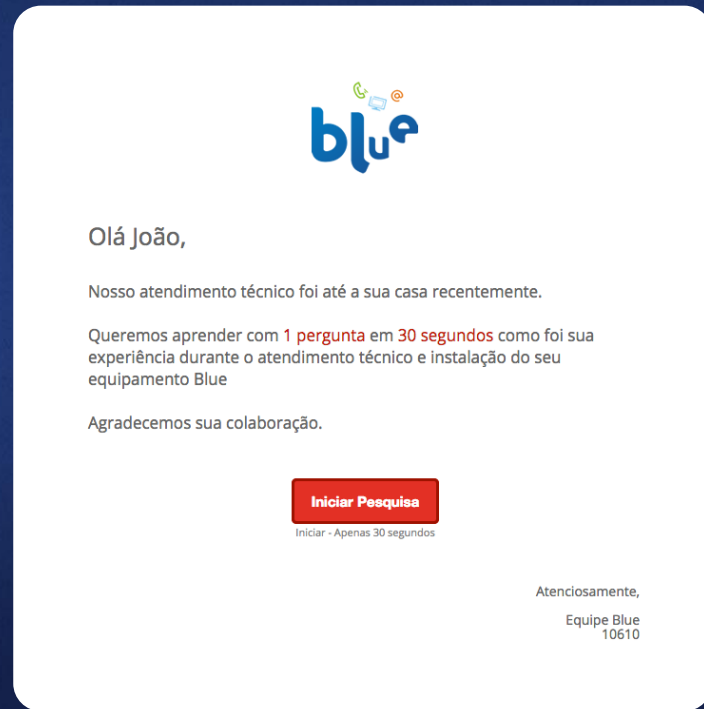 blue
Olá João,
Nosso atendimento técnico foi até a sua casa recentemente.
Queremos aprender com 1 pergunta em 30 segundos como foi sua
experiência durante o atendimento técnico e instalação do seu
equipamento Blue
Agradecemos sua colaboração.
Iniciar Pesquisa
Iniciar - Apenas 30 segundos
Atenciosamente,
Equipe Blue
10610